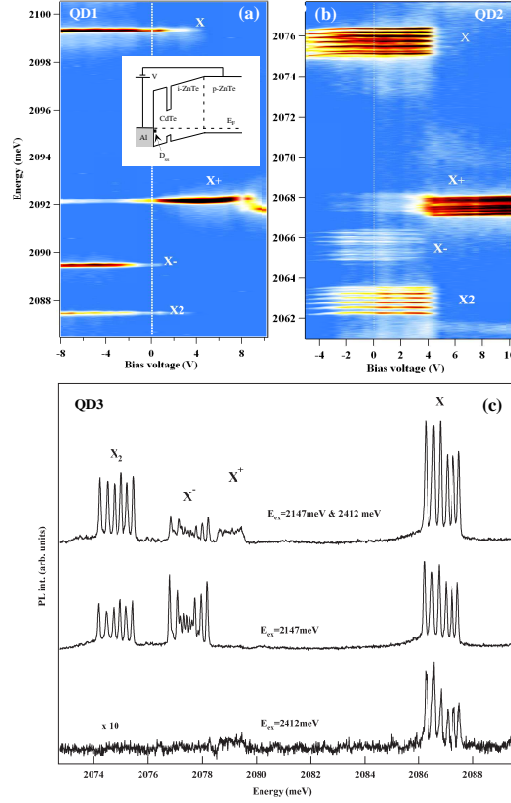 QD1
(a)
X
V
i-ZnTe
p-ZnTe
CdTe
E_F
Al
D_ss
X+
X-
X2
2100
2098
2096
2094
2092
2090
2088
Energy (meV)
-8
-4
0
4
8
Bias voltage (V)
(b)
QD2
X
X+
X-
X2
2076
2074
2072
2070
2068
2066
2064
2062
-4
-2
0
2
4
6
8
10
Bias voltage (V)
QD3
(c)
X
X₂
X⁻
X⁺
E_ex=2147meV & 2412 meV
E_ex=2147meV
x 10
E_ex=2412meV
PL int. (arb. units)
2074
2076
2078
2080
2082
2084
2086
2088
Energy (meV)